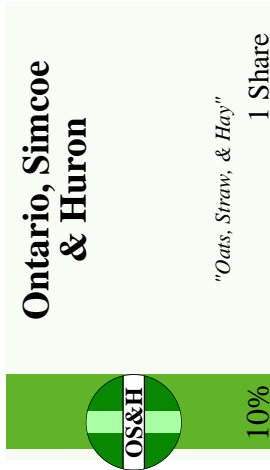 Ontario, Simcoe
& Huron
"Oats, Straw, & Hay"
1 Share
OS&H
10%